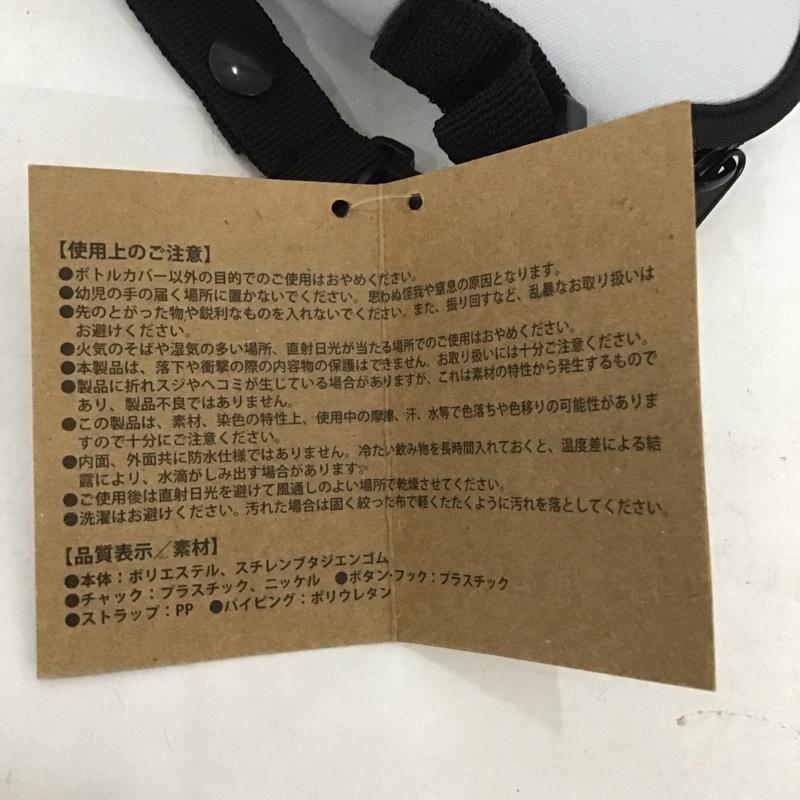 【使用上のご注意】
●ボトルカバー以外の目的でのご使用はおやめください。
●幼児の手の届く場所に置かないでください。思わぬ怪我や窒息の原因となります。
●先のとがった物や鋭利なものを入れないでください。また、振り回すなど、乱暴なお取り扱いは
お避けください。
●火気のそばや湿気の多い場所、直射日光が当たる場所でのご使用はおやめください。
●本製品は、落下や衝撃の際の内容物の保護はできません。お取り扱いには十分ご注意ください。
●製品に折れスジやヘコミが生じている場合がありますが、これは素材の特性から発生するもので
あり、製品不良ではありません。
●この製品は、素材、染色の特性上、使用中の摩擦、汗、水等で色落ちや色移りの可能性がありま
すので十分にご注意ください。
●内面、外面共に防水仕様ではありません。冷たい飲み物を長時間入れておくと、温度差による結
露により、水滴がしみ出す場合があります。
●ご使用後は直射日光を避けて風通しのよい場所で乾燥させてください。
●洗濯はお避けください。汚れた場合は固く絞った布で軽くたたくように汚れを落としてください。
【品質表示／素材】
●本体：ポリエステル、スチレンブタジエンゴム
●チャック：プラスチック、ニッケル ●ボタン・フック：プラスチック
●ストラップ：PP ●パイピング：ポリウレタン